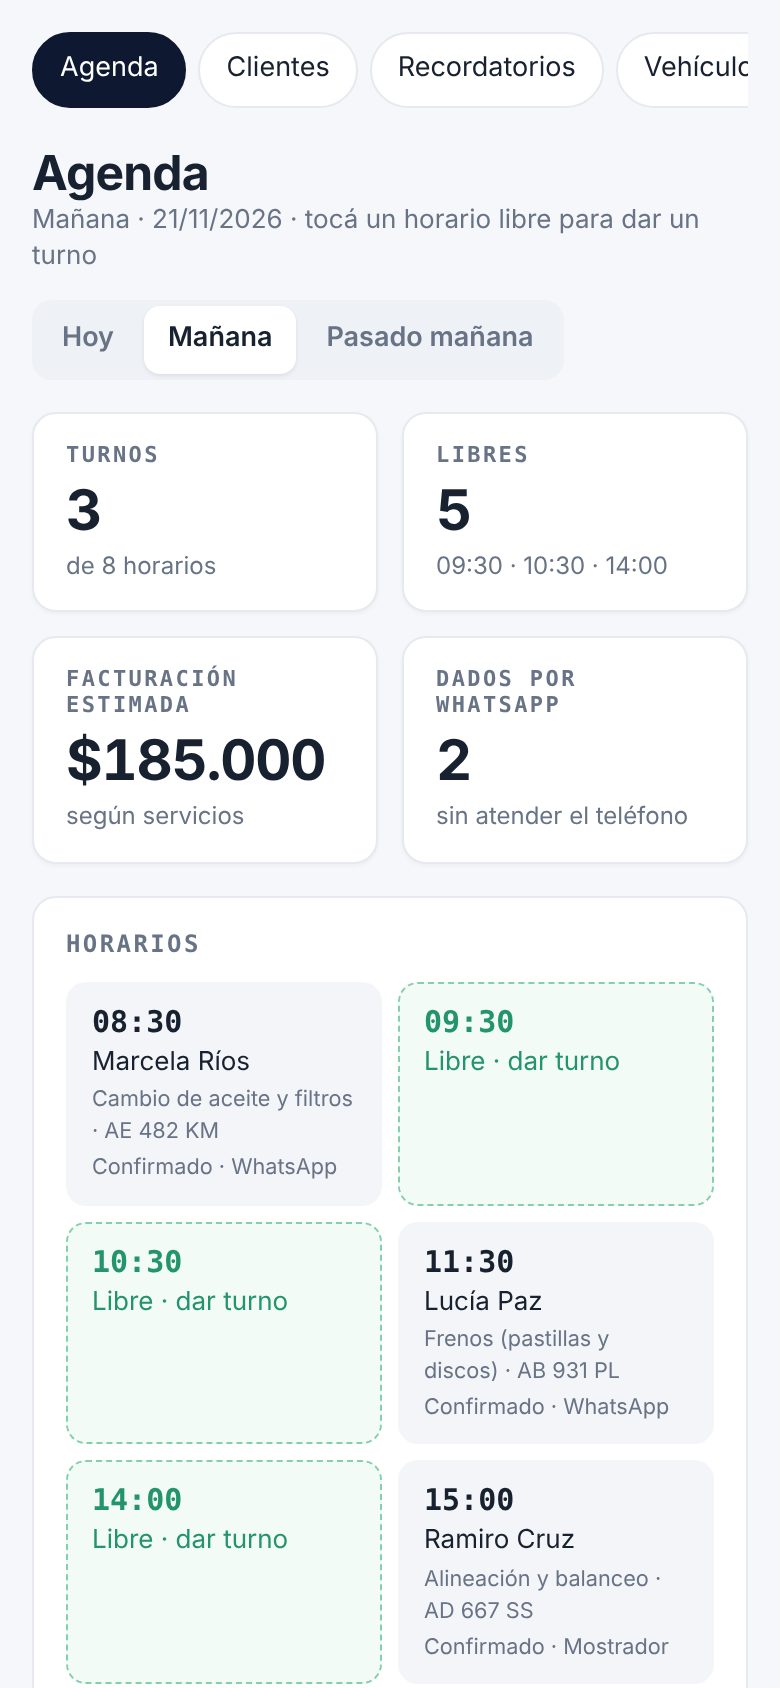 Agenda
Clientes
Recordatorios
Agenda
Mañana · 21/11/2026 · tocá un horario libre para dar un
turno
Hoy
Mañana
Pasado mañana
TURNOS
3
de 8 horarios
LIBRES
5
09:30 · 10:30 · 14:00
FACTURACIÓN
ESTIMADA
$185.000
según servicios
DADOS POR
WHATSAPP
2
sin atender el teléfono
HORARIOS
08:30
Marcela Ríos
Cambio de aceite y filtros
· AE 482 KM
Confirmado · WhatsApp
09:30
Libre · dar turno
10:30
Libre · dar turno
11:30
Lucía Paz
Frenos (pastillas y
discos) · AB 931 PL
Confirmado · WhatsApp
14:00
Libre · dar turno
15:00
Ramiro Cruz
Alineación y balanceo ·
AD 667 SS
Confirmado · Mostrador